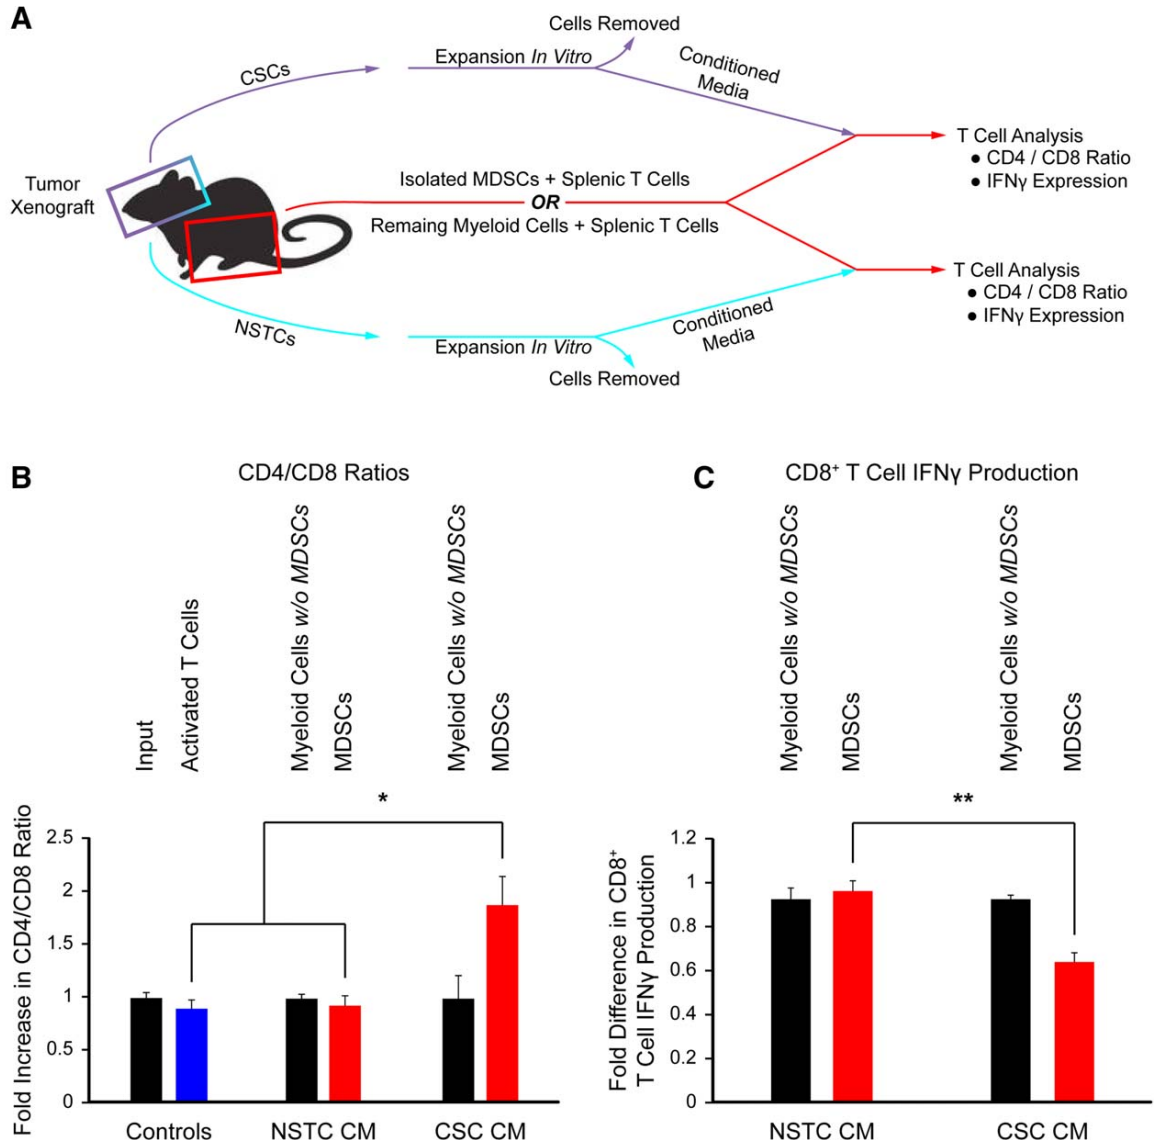 A
Cells Removed
Expansion In Vitro
CSCs
Conditioned
Media
Tumor
Xenograft
Isolated MDSCs + Splenic T Cells
OR
Remaing Myeloid Cells + Splenic T Cells
T Cell Analysis
● CD4 / CD8 Ratio
● IFNγ Expression
T Cell Analysis
● CD4 / CD8 Ratio
● IFNγ Expression
NSTCs
Expansion In Vitro
Conditioned
Media
Cells Removed
B
CD4/CD8 Ratios
Input
Activated T Cells
Myeloid Cells w/o MDSCs
MDSCs
Myeloid Cells w/o MDSCs
MDSCs
*
Fold Increase in CD4/CD8 Ratio
2.5
2
1.5
1
0.5
0
Controls
NSTC CM
CSC CM
C
CD8⁺ T Cell IFNγ Production
Myeloid Cells w/o MDSCs
MDSCs
Myeloid Cells w/o MDSCs
MDSCs
**
Fold Difference in CD8⁺
T Cell IFNγ Production
1.2
1
0.8
0.6
0.4
0.2
0
NSTC CM
CSC CM